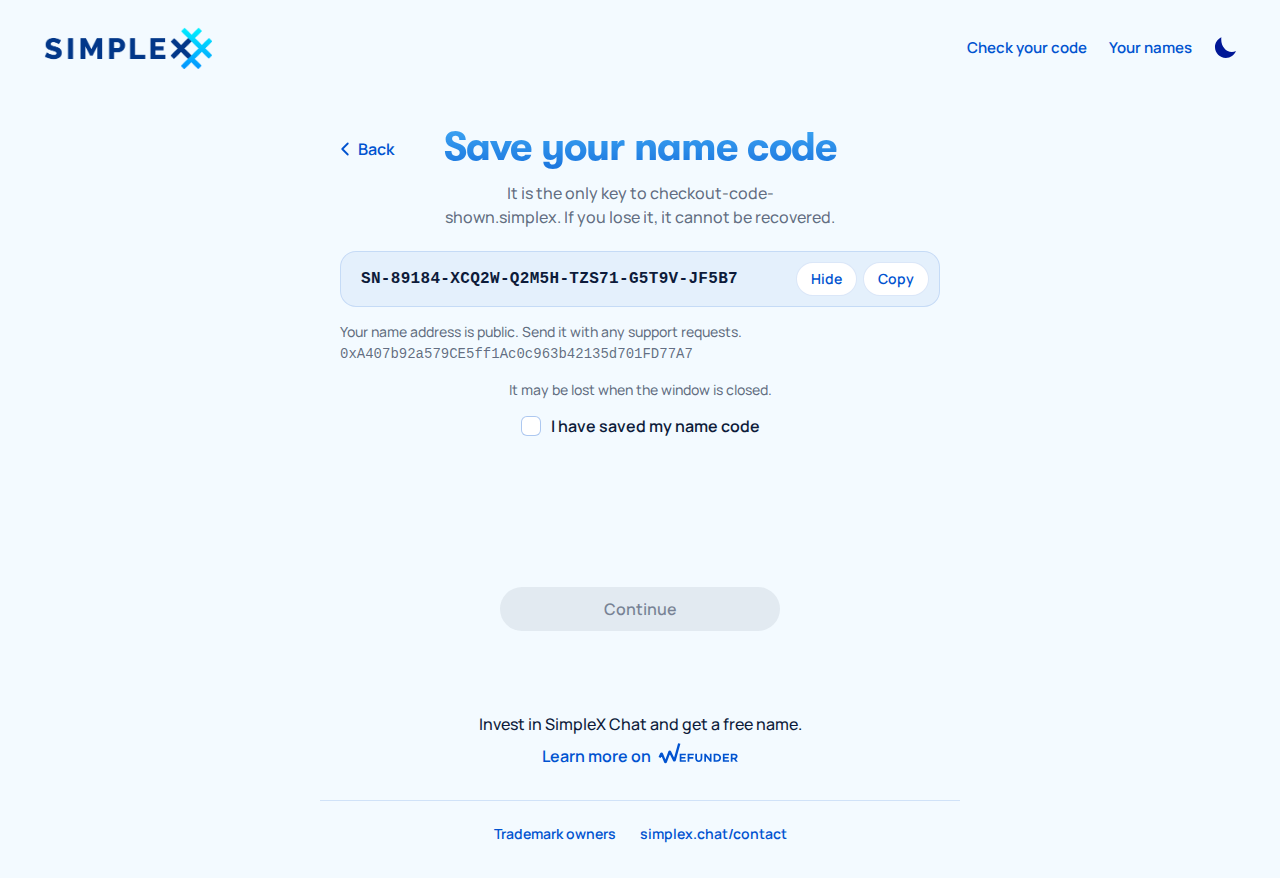 SIMPLEX
Check your code
Your names
Back
Save your name code
It is the only key to checkout-code-
shown.simplex. If you lose it, it cannot be recovered.
SN-89184-XCQ2W-Q2M5H-TZS71-G5T9V-JF5B7
Hide
Copy
Your name address is public. Send it with any support requests.
0xA407b92a579CE5ff1Ac0c963b42135d701FD77A7
It may be lost when the window is closed.
I have saved my name code
Continue
Invest in SimpleX Chat and get a free name.
Learn more on WEFUNDER
Trademark owners
simplex.chat/contact